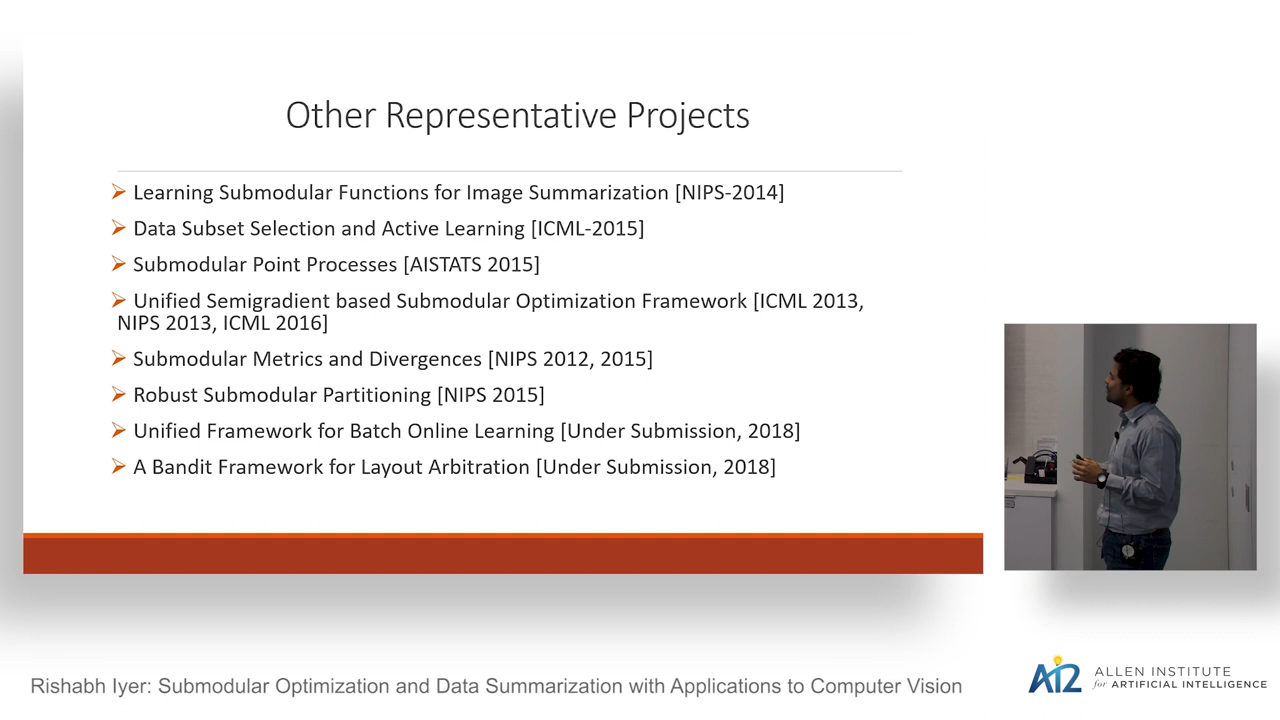 Other Representative Projects
➢ Learning Submodular Functions for Image Summarization [NIPS-2014]
➢ Data Subset Selection and Active Learning [ICML-2015]
➢ Submodular Point Processes [AISTATS 2015]
➢ Unified Semigradient based Submodular Optimization Framework [ICML 2013,
NIPS 2013, ICML 2016]
➢ Submodular Metrics and Divergences [NIPS 2012, 2015]
➢ Robust Submodular Partitioning [NIPS 2015]
➢ Unified Framework for Batch Online Learning [Under Submission, 2018]
➢ A Bandit Framework for Layout Arbitration [Under Submission, 2018]
Rishabh Iyer: Submodular Optimization and Data Summarization with Applications to Computer Vision
AI2
ALLEN INSTITUTE
for ARTIFICIAL INTELLIGENCE